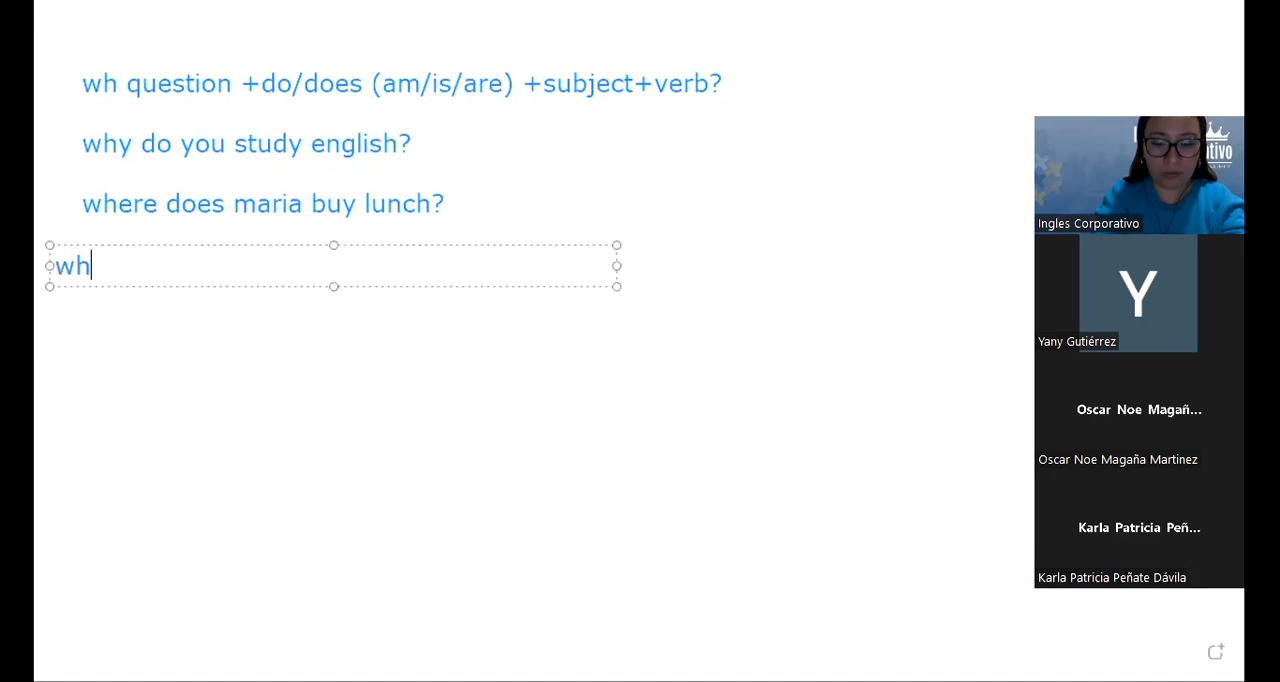 wh question +do/does (am/is/are) +subject+verb?
why do you study english?
where does maria buy lunch?
wh
Ingles Corporativo
Y
Yany Gutiérrez
Oscar Noe Magañ...
Oscar Noe Magaña Martinez
Karla Patricia Peñ...
Karla Patricia Peñate Dávila